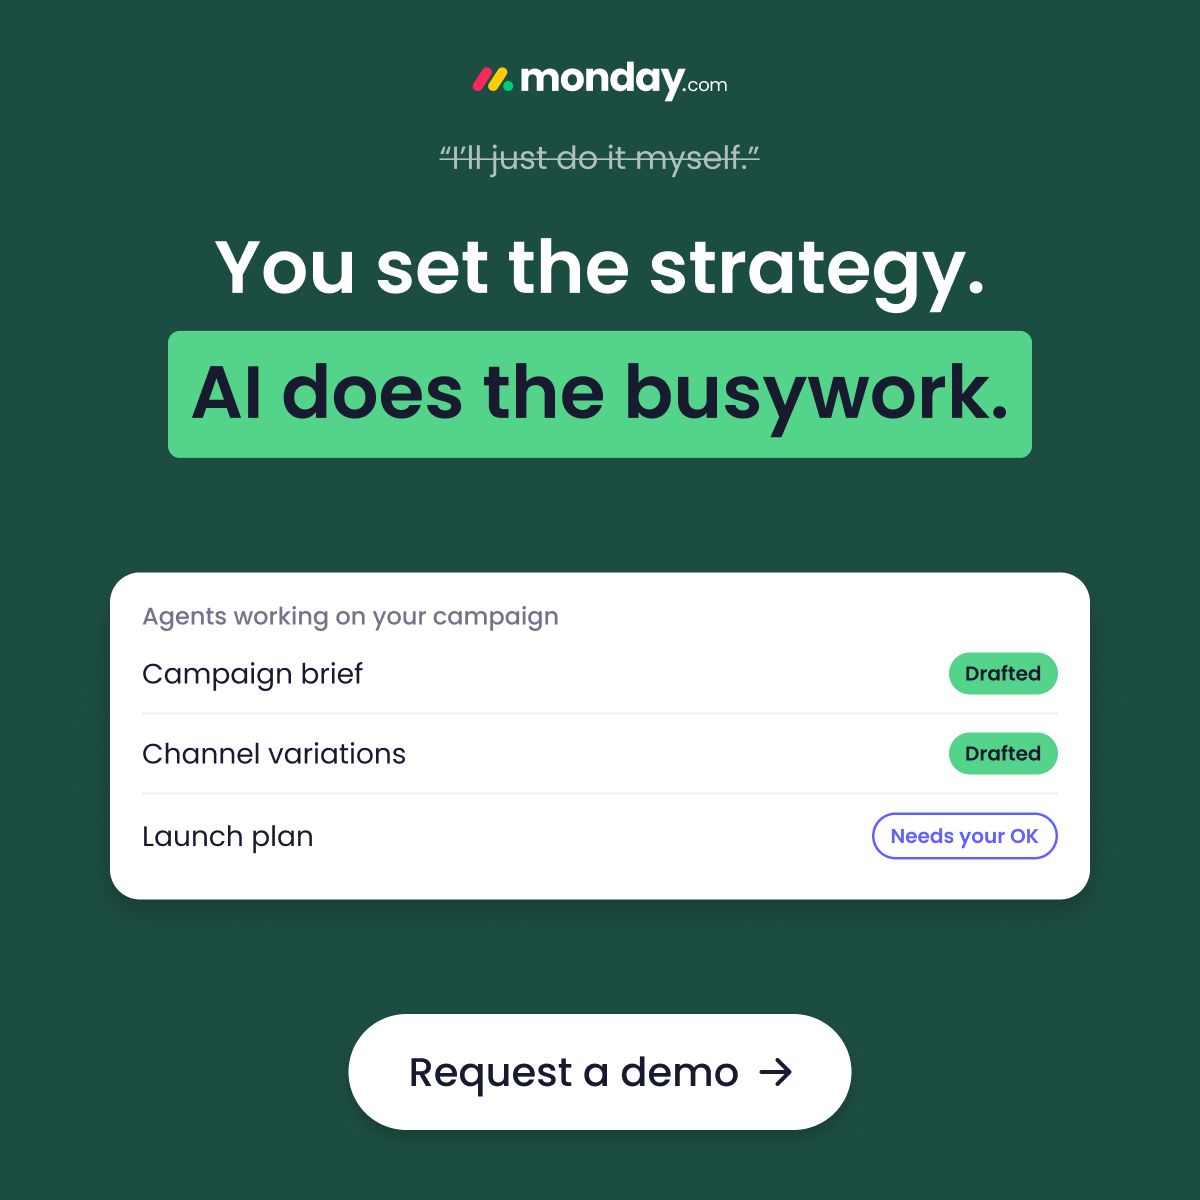 monday.com
“I’ll just do it myself.”
You set the strategy.
AI does the busywork.
Agents working on your campaign
Campaign brief
Drafted
Channel variations
Drafted
Launch plan
Needs your OK
Request a demo →